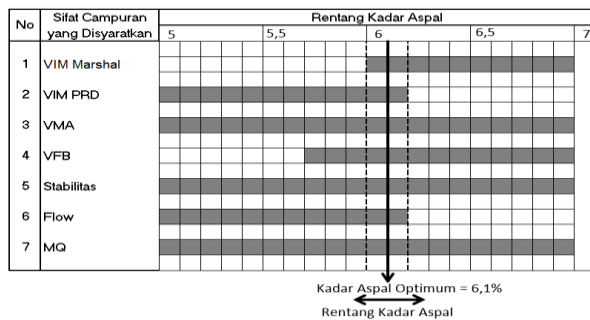 No Sifat Campuran yang Disyaratkan Rentang Kadar Aspal
5 5,5 6 6,5 7
1 VIM Marshal
2 VIM PRD
3 VMA
4 VFB
5 Stabilitas
6 Flow
7 MQ
Kadar Aspal Optimum = 6,1%
Rentang Kadar Aspal